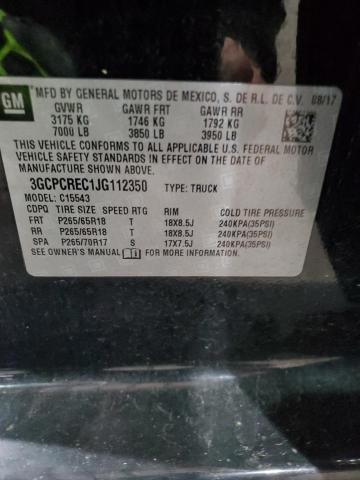 GM
MFD BY GENERAL MOTORS DE MEXICO, S. DE R.L. DE C.V. 08/17
GVWR GAWR FRT GAWR RR
3175 KG 1746 KG 1792 KG
7000 LB 3850 LB 3950 LB
THIS VEHICLE CONFORMS TO ALL APPLICABLE U.S. FEDERAL MOTOR
VEHICLE SAFETY STANDARDS IN EFFECT ON THE DATE OF
MANUFACTURE SHOWN ABOVE.
3GCPCREC1JG112350 TYPE: TRUCK
MODEL: C15543
CDPQ TIRE SIZE SPEED RTG RIM COLD TIRE PRESSURE
FRT P265/65R18 T 18X8.5J 240KPA(35PSI)
RR P265/65R18 T 18X8.5J 240KPA(35PSI)
SPA P265/70R17 S 17X7.5J 240KPA(35PSI)
SEE OWNER'S MANUAL FOR MORE INFORMATION.